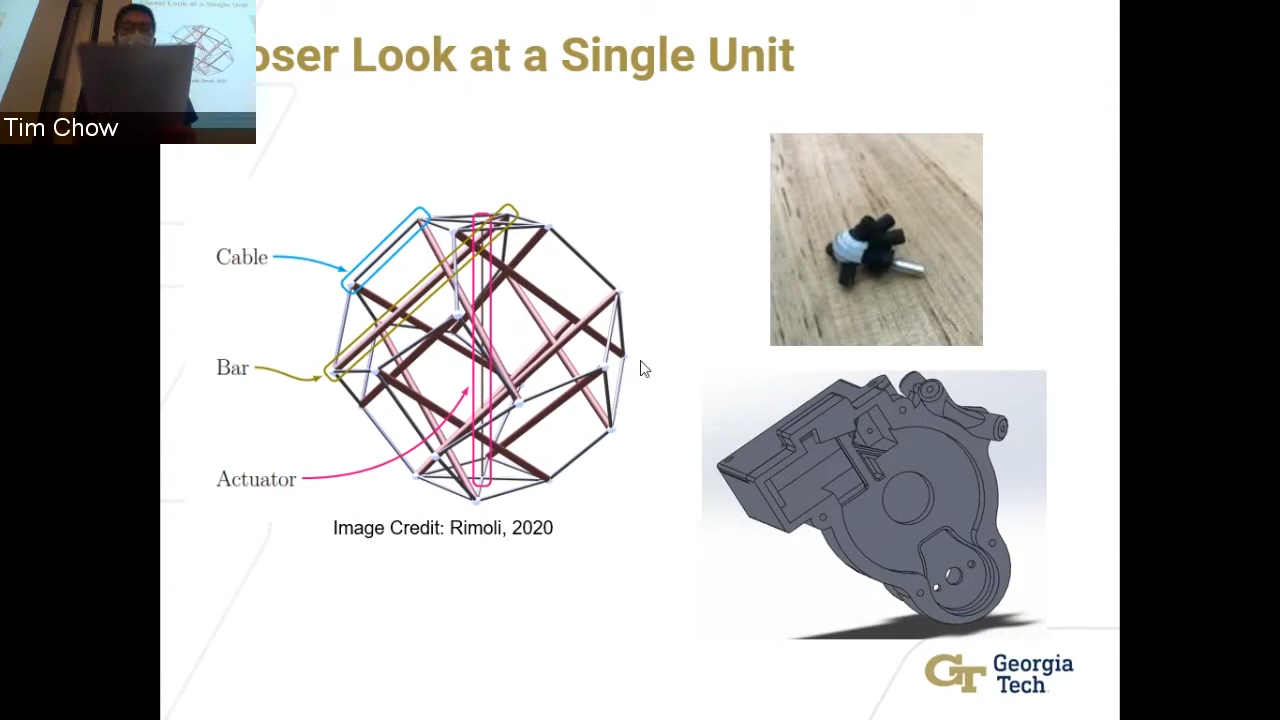 oser Look at a Single Unit
Tim Chow
Cable
Bar
Actuator
Image Credit: Rimoli, 2020
GT Georgia
Tech